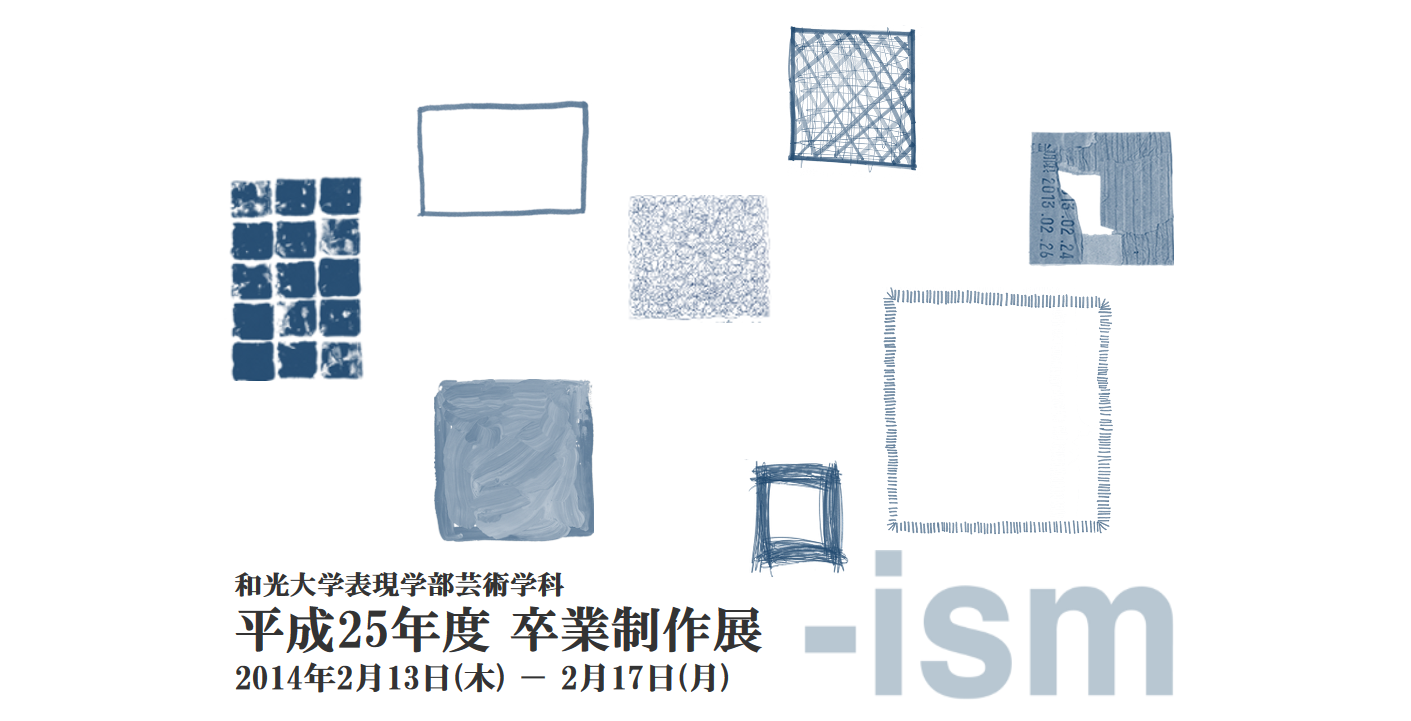 2013 .02 .26
.02 .24
和光大学表現学部芸術学科
平成25年度 卒業制作展
2014年2月13日(木) － 2月17日(月)
-ism